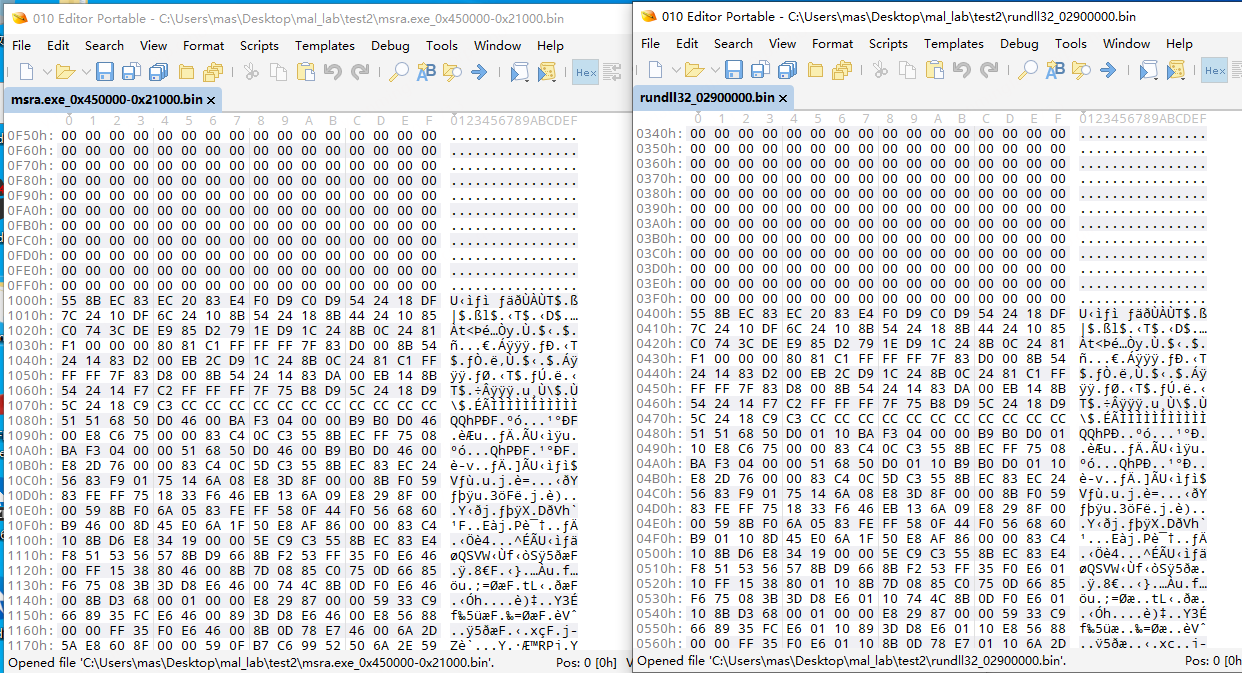 010 Editor Portable - C:\Users\mas\Desktop\mal_lab\test2\msra.exe_0x450000-0x21000.bin
File Edit Search View Format Scripts Templates Debug Tools Window Help
Hex
msra.exe_0x450000-0x21000.bin ×
0 1 2 3 4 5 6 7 8 9 A B C D E F 0123456789ABCDEF
0F50h: 00 00 00 00 00 00 00 00 00 00 00 00 00 00 00 00 ................
0F60h: 00 00 00 00 00 00 00 00 00 00 00 00 00 00 00 00 ................
0F70h: 00 00 00 00 00 00 00 00 00 00 00 00 00 00 00 00 ................
0F80h: 00 00 00 00 00 00 00 00 00 00 00 00 00 00 00 00 ................
0F90h: 00 00 00 00 00 00 00 00 00 00 00 00 00 00 00 00 ................
0FA0h: 00 00 00 00 00 00 00 00 00 00 00 00 00 00 00 00 ................
0FB0h: 00 00 00 00 00 00 00 00 00 00 00 00 00 00 00 00 ................
0FC0h: 00 00 00 00 00 00 00 00 00 00 00 00 00 00 00 00 ................
0FD0h: 00 00 00 00 00 00 00 00 00 00 00 00 00 00 00 00 ................
0FE0h: 00 00 00 00 00 00 00 00 00 00 00 00 00 00 00 00 ................
0FF0h: 00 00 00 00 00 00 00 00 00 00 00 00 00 00 00 00 ................
1000h: 55 8B EC 83 EC 20 83 E4 F0 D9 C0 D9 54 24 18 DF U‹ìƒì ƒäðÙÀÙT$.ß
1010h: 7C 24 10 DF 6C 24 10 8B 54 24 18 8B 44 24 10 85 |$.ßl$.‹T$.‹D$.…
1020h: C0 74 3C DE E9 85 D2 79 1E D9 1C 24 8B 0C 24 81 Àt<Þé…Òy.Ù.$‹.$.
1030h: F1 00 00 00 80 81 C1 FF FF FF 7F 83 D0 00 8B 54 ñ...€.Áÿÿÿ.ƒÐ.‹T
1040h: 24 14 83 D2 00 EB 2C D9 1C 24 8B 0C 24 81 C1 FF $.ƒÒ.ë,Ù.$‹.$.Áÿ
1050h: FF FF 7F 83 D8 00 8B 54 24 14 83 DA 00 EB 14 8B ÿÿ.ƒØ.‹T$.ƒÚ.ë.‹
1060h: 54 24 14 F7 C2 FF FF FF 7F 75 B8 D9 5C 24 18 D9 T$.÷Âÿÿÿ.u¸Ù\$.Ù
1070h: 5C 24 18 C9 C3 CC CC CC CC CC CC CC CC CC CC CC \$.ÉÃÌÌÌÌÌÌÌÌÌÌÌ
1080h: 51 51 68 50 D0 46 00 BA F3 04 00 00 B9 B0 D0 46 QQhPÐF.ºó...¹°ÐF
1090h: 00 E8 C6 75 00 00 83 C4 0C C3 55 8B EC FF 75 08 .èÆu..ƒÄ.ÃU‹ìÿu.
10A0h: BA F3 04 00 00 51 68 50 D0 46 00 B9 B0 D0 46 00 ºó...QhPÐF.¹°ÐF.
10B0h: E8 2D 76 00 00 83 C4 0C 5D C3 55 8B EC 83 EC 24 è-v..ƒÄ.]ÃU‹ìƒì$
10C0h: 56 83 F9 01 75 14 6A 08 E8 3D 8F 00 00 8B F0 59 Vƒù.u.j.è=...‹ðY
10D0h: 83 FE FF 75 18 33 F6 46 EB 13 6A 09 E8 29 8F 00 ƒþÿu.3öFë.j.è)..
10E0h: 00 59 8B F0 6A 05 83 FE FF 58 0F 44 F0 56 68 60 .Y‹ðj.ƒþÿX.DðVh`
10F0h: B9 46 00 8D 45 E0 6A 1F 50 E8 AF 86 00 00 83 C4 ¹F..Eàj.Pè¯†..ƒÄ
1100h: 10 8B D6 E8 34 19 00 00 5E C9 C3 55 8B EC 83 E4 .‹Öè4...^ÉÃU‹ìƒä
1110h: F8 51 53 56 57 8B D9 66 8B F2 53 FF 35 F0 E6 46 øQSVW‹Ùf‹òSÿ5ðæF
1120h: 00 FF 15 38 80 46 00 8B 7D 08 85 C0 75 0D 66 85 .ÿ.8€F.‹}.…Àu.f…
1130h: F6 75 08 3B 3D D8 E6 46 00 74 4C 8B 0D F0 E6 46 öu.;=ØæF.tL‹.ðæF
1140h: 00 8B D3 68 00 01 00 00 E8 29 87 00 00 59 33 C9 .‹Óh....è)‡..Y3É
1150h: 66 89 35 FC E6 46 00 89 3D D8 E6 46 00 E8 56 88 f‰5üæF.‰=ØæF.èVˆ
1160h: 00 00 FF 35 F0 E6 46 00 8B 0D 78 E7 46 00 6A 2D ..ÿ5ðæF.‹.xçF.j-
1170h: 5A E8 60 8F 00 00 59 0F B7 C6 99 52 50 6A 2E 59 Zè`...Y.·Æ™RPj.Y
Opened file 'C:\Users\mas\Desktop\mal_lab\test2\msra.exe_0x450000-0x21000.bin'. Pos: 0 [0h]
010 Editor Portable - C:\Users\mas\Desktop\mal_lab\test2\rundll32_02900000.bin
File Edit Search View Format Scripts Templates Debug Tools Window Help
Hex
rundll32_02900000.bin ×
0 1 2 3 4 5 6 7 8 9 A B C D E F 0123456789ABCDEF
0340h: 00 00 00 00 00 00 00 00 00 00 00 00 00 00 00 00 ................
0350h: 00 00 00 00 00 00 00 00 00 00 00 00 00 00 00 00 ................
0360h: 00 00 00 00 00 00 00 00 00 00 00 00 00 00 00 00 ................
0370h: 00 00 00 00 00 00 00 00 00 00 00 00 00 00 00 00 ................
0380h: 00 00 00 00 00 00 00 00 00 00 00 00 00 00 00 00 ................
0390h: 00 00 00 00 00 00 00 00 00 00 00 00 00 00 00 00 ................
03A0h: 00 00 00 00 00 00 00 00 00 00 00 00 00 00 00 00 ................
03B0h: 00 00 00 00 00 00 00 00 00 00 00 00 00 00 00 00 ................
03C0h: 00 00 00 00 00 00 00 00 00 00 00 00 00 00 00 00 ................
03D0h: 00 00 00 00 00 00 00 00 00 00 00 00 00 00 00 00 ................
03E0h: 00 00 00 00 00 00 00 00 00 00 00 00 00 00 00 00 ................
03F0h: 00 00 00 00 00 00 00 00 00 00 00 00 00 00 00 00 ................
0400h: 55 8B EC 83 EC 20 83 E4 F0 D9 C0 D9 54 24 18 DF U‹ìƒì ƒäðÙÀÙT$.ß
0410h: 7C 24 10 DF 6C 24 10 8B 54 24 18 8B 44 24 10 85 |$.ßl$.‹T$.‹D$.…
0420h: C0 74 3C DE E9 85 D2 79 1E D9 1C 24 8B 0C 24 81 Àt<Þé…Òy.Ù.$‹.$.
0430h: F1 00 00 00 80 81 C1 FF FF FF 7F 83 D0 00 8B 54 ñ...€.Áÿÿÿ.ƒÐ.‹T
0440h: 24 14 83 D2 00 EB 2C D9 1C 24 8B 0C 24 81 C1 FF $.ƒÒ.ë,Ù.$‹.$.Áÿ
0450h: FF FF 7F 83 D8 00 8B 54 24 14 83 DA 00 EB 14 8B ÿÿ.ƒØ.‹T$.ƒÚ.ë.‹
0460h: 54 24 14 F7 C2 FF FF FF 7F 75 B8 D9 5C 24 18 D9 T$.÷Âÿÿÿ.u¸Ù\$.Ù
0470h: 5C 24 18 C9 C3 CC CC CC CC CC CC CC CC CC CC CC \$.ÉÃÌÌÌÌÌÌÌÌÌÌÌ
0480h: 51 51 68 50 D0 01 10 BA F3 04 00 00 B9 B0 D0 01 QQhPÐ..ºó...¹°Ð.
0490h: 10 E8 C6 75 00 00 83 C4 0C C3 55 8B EC FF 75 08 .èÆu..ƒÄ.ÃU‹ìÿu.
04A0h: BA F3 04 00 00 51 68 50 D0 01 10 B9 B0 D0 01 10 ºó...QhPÐ..¹°Ð..
04B0h: E8 2D 76 00 00 83 C4 0C 5D C3 55 8B EC 83 EC 24 è-v..ƒÄ.]ÃU‹ìƒì$
04C0h: 56 83 F9 01 75 14 6A 08 E8 3D 8F 00 00 8B F0 59 Vƒù.u.j.è=...‹ðY
04D0h: 83 FE FF 75 18 33 F6 46 EB 13 6A 09 E8 29 8F 00 ƒþÿu.3öFë.j.è)..
04E0h: 00 59 8B F0 6A 05 83 FE FF 58 0F 44 F0 56 68 60 .Y‹ðj.ƒþÿX.DðVh`
04F0h: B9 01 10 8D 45 E0 6A 1F 50 E8 AF 86 00 00 83 C4 ¹...Eàj.Pè¯†..ƒÄ
0500h: 10 8B D6 E8 34 19 00 00 5E C9 C3 55 8B EC 83 E4 .‹Öè4...^ÉÃU‹ìƒä
0510h: F8 51 53 56 57 8B D9 66 8B F2 53 FF 35 F0 E6 01 øQSVW‹Ùf‹òSÿ5ðæ.
0520h: 10 FF 15 38 80 01 10 8B 7D 08 85 C0 75 0D 66 85 .ÿ.8€..‹}.…Àu.f…
0530h: F6 75 08 3B 3D D8 E6 01 10 74 4C 8B 0D F0 E6 01 öu.;=Øæ..tL‹.ðæ.
0540h: 10 8B D3 68 00 01 00 00 E8 29 87 00 00 59 33 C9 .‹Óh....è)‡..Y3É
0550h: 66 89 35 FC E6 01 10 89 3D D8 E6 01 10 E8 56 88 f‰5üæ..‰=Øæ..èVˆ
0560h: 00 00 FF 35 F0 E6 01 10 8B 0D 78 E7 01 10 6A 2D ..ÿ5ðæ..‹.xç..j-
Opened file 'C:\Users\mas\Desktop\mal_lab\test2\rundll32_02900000.bin'. Pos: 0 [0h]